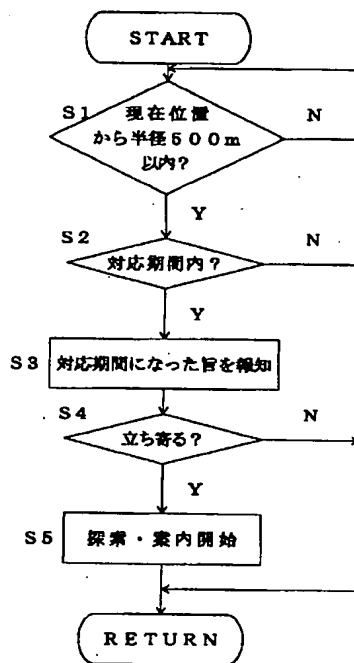 START
S1
現在位置
から半径500m
以内?
N
Y
S2
対応期間内?
N
Y
S3
対応期間になった旨を報知
S4
立ち寄る?
N
Y
S5
探索・案内開始
RETURN